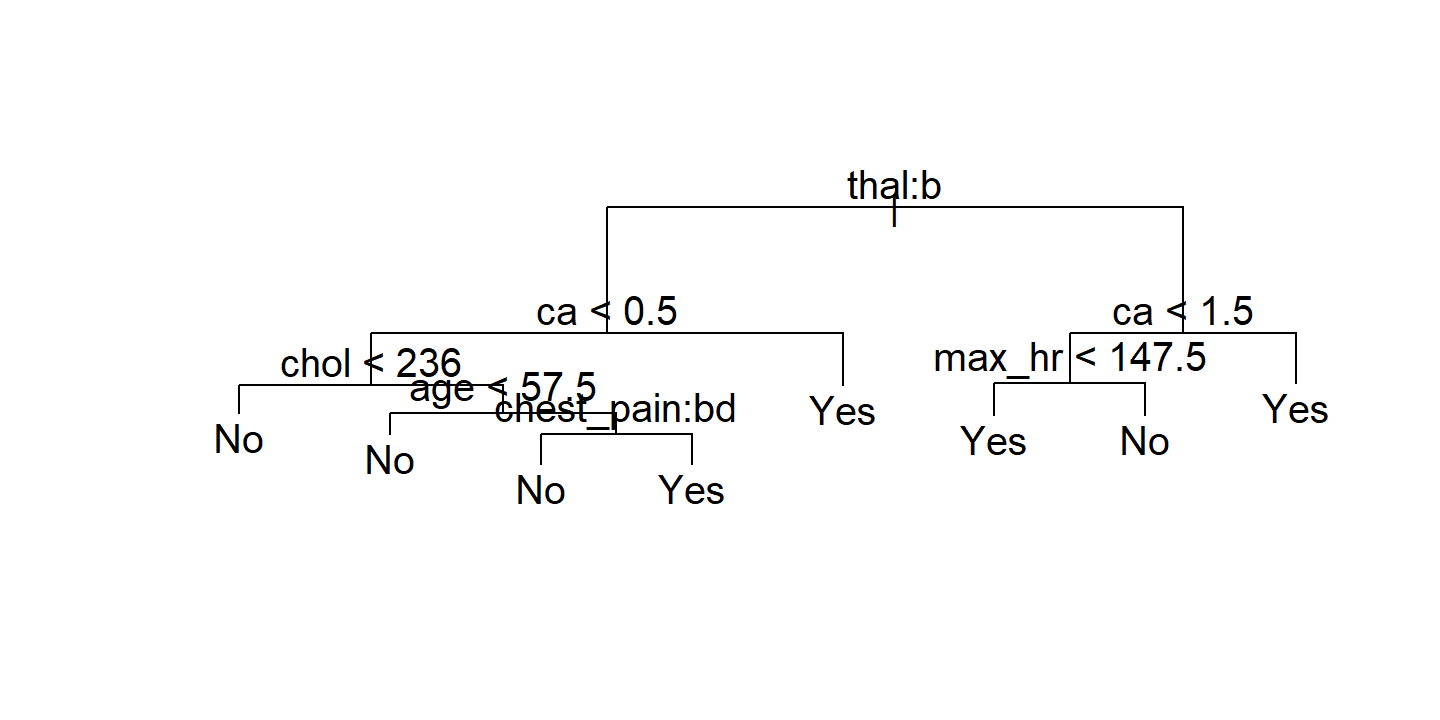 thal:b
ca < 0.5
ca < 1.5
chol < 236
max_hr < 147.5
age < 57.5
chest_pain:bd
Yes
Yes
No
Yes
No
No
No
Yes